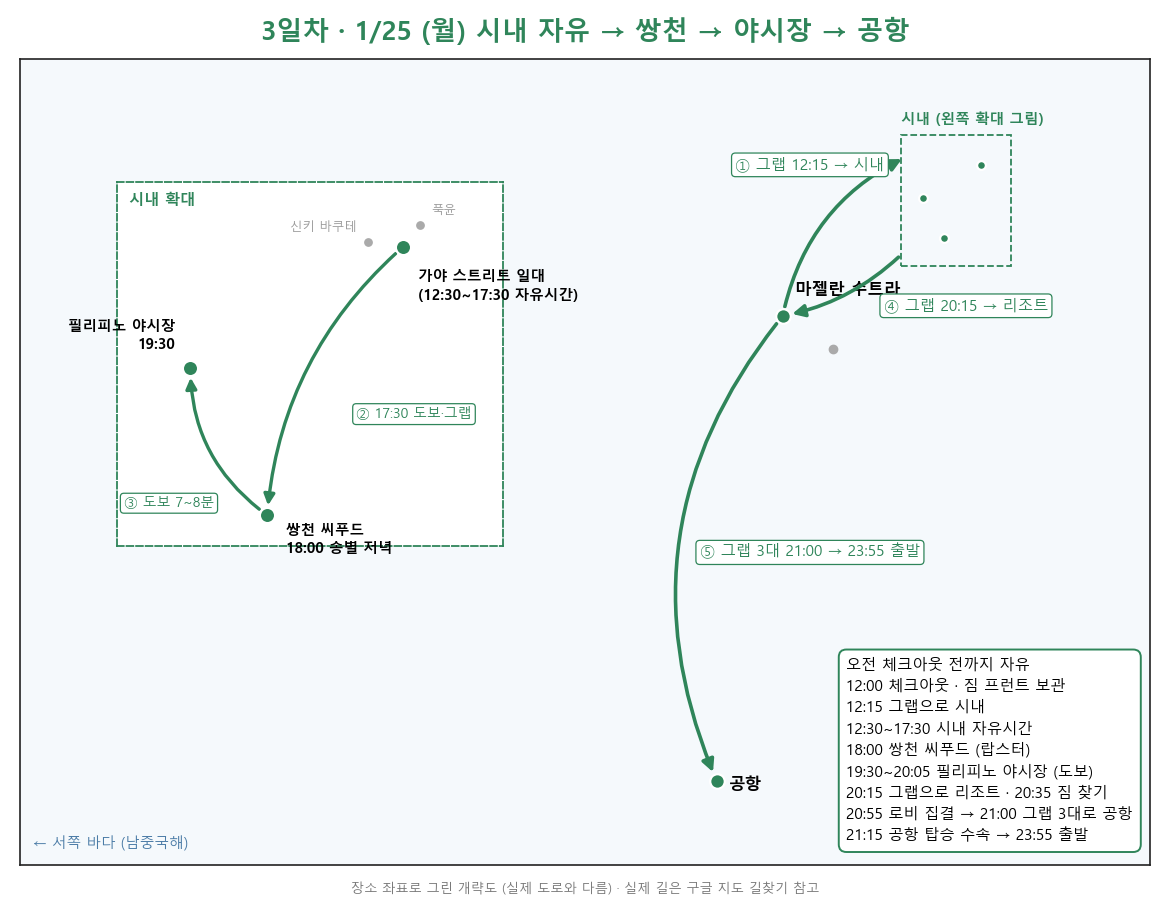 3일차 · 1/25 (월) 시내 자유 → 쌍천 → 야시장 → 공항
시내 (왼쪽 확대 그림)
① 그랩 12:15 → 시내
시내 확대
푹윤
신키 바쿠테
가야 스트리트 일대
(12:30~17:30 자유시간)
마젤란 수트라
④ 그랩 20:15 → 리조트
필리피노 야시장
19:30
② 17:30 도보·그랩
③ 도보 7~8분
쌍천 씨푸드
18:00 송별 저녁
⑤ 그랩 3대 21:00 → 23:55 출발
공항
오전 체크아웃 전까지 자유
12:00 체크아웃 · 짐 프런트 보관
12:15 그랩으로 시내
12:30~17:30 시내 자유시간
18:00 쌍천 씨푸드 (랍스터)
19:30~20:05 필리피노 야시장 (도보)
20:15 그랩으로 리조트 · 20:35 짐 찾기
20:55 로비 집결 → 21:00 그랩 3대로 공항
21:15 공항 탑승 수속 → 23:55 출발
← 서쪽 바다 (남중국해)
장소 좌표로 그린 개략도 (실제 도로와 다름) · 실제 길은 구글 지도 길찾기 참고